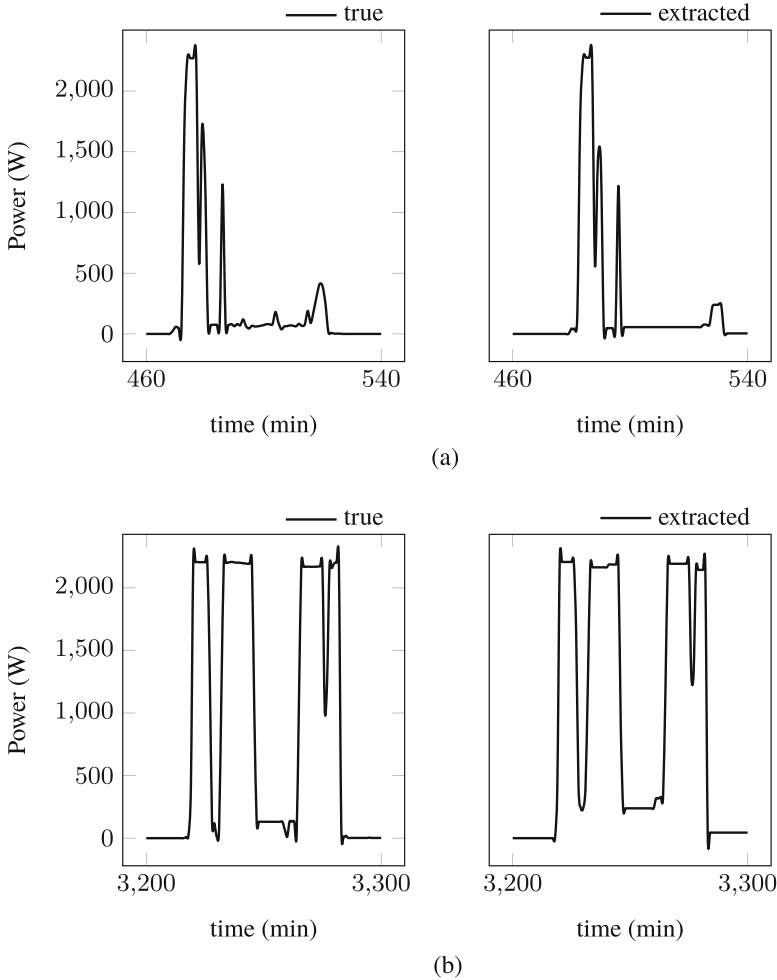 true
extracted
2,000
1,500
1,000
500
0
Power (W)
460
540
460
540
time (min)
time (min)
(a)
true
extracted
2,000
1,500
1,000
500
0
Power (W)
3,200
3,300
3,200
3,300
time (min)
time (min)
(b)